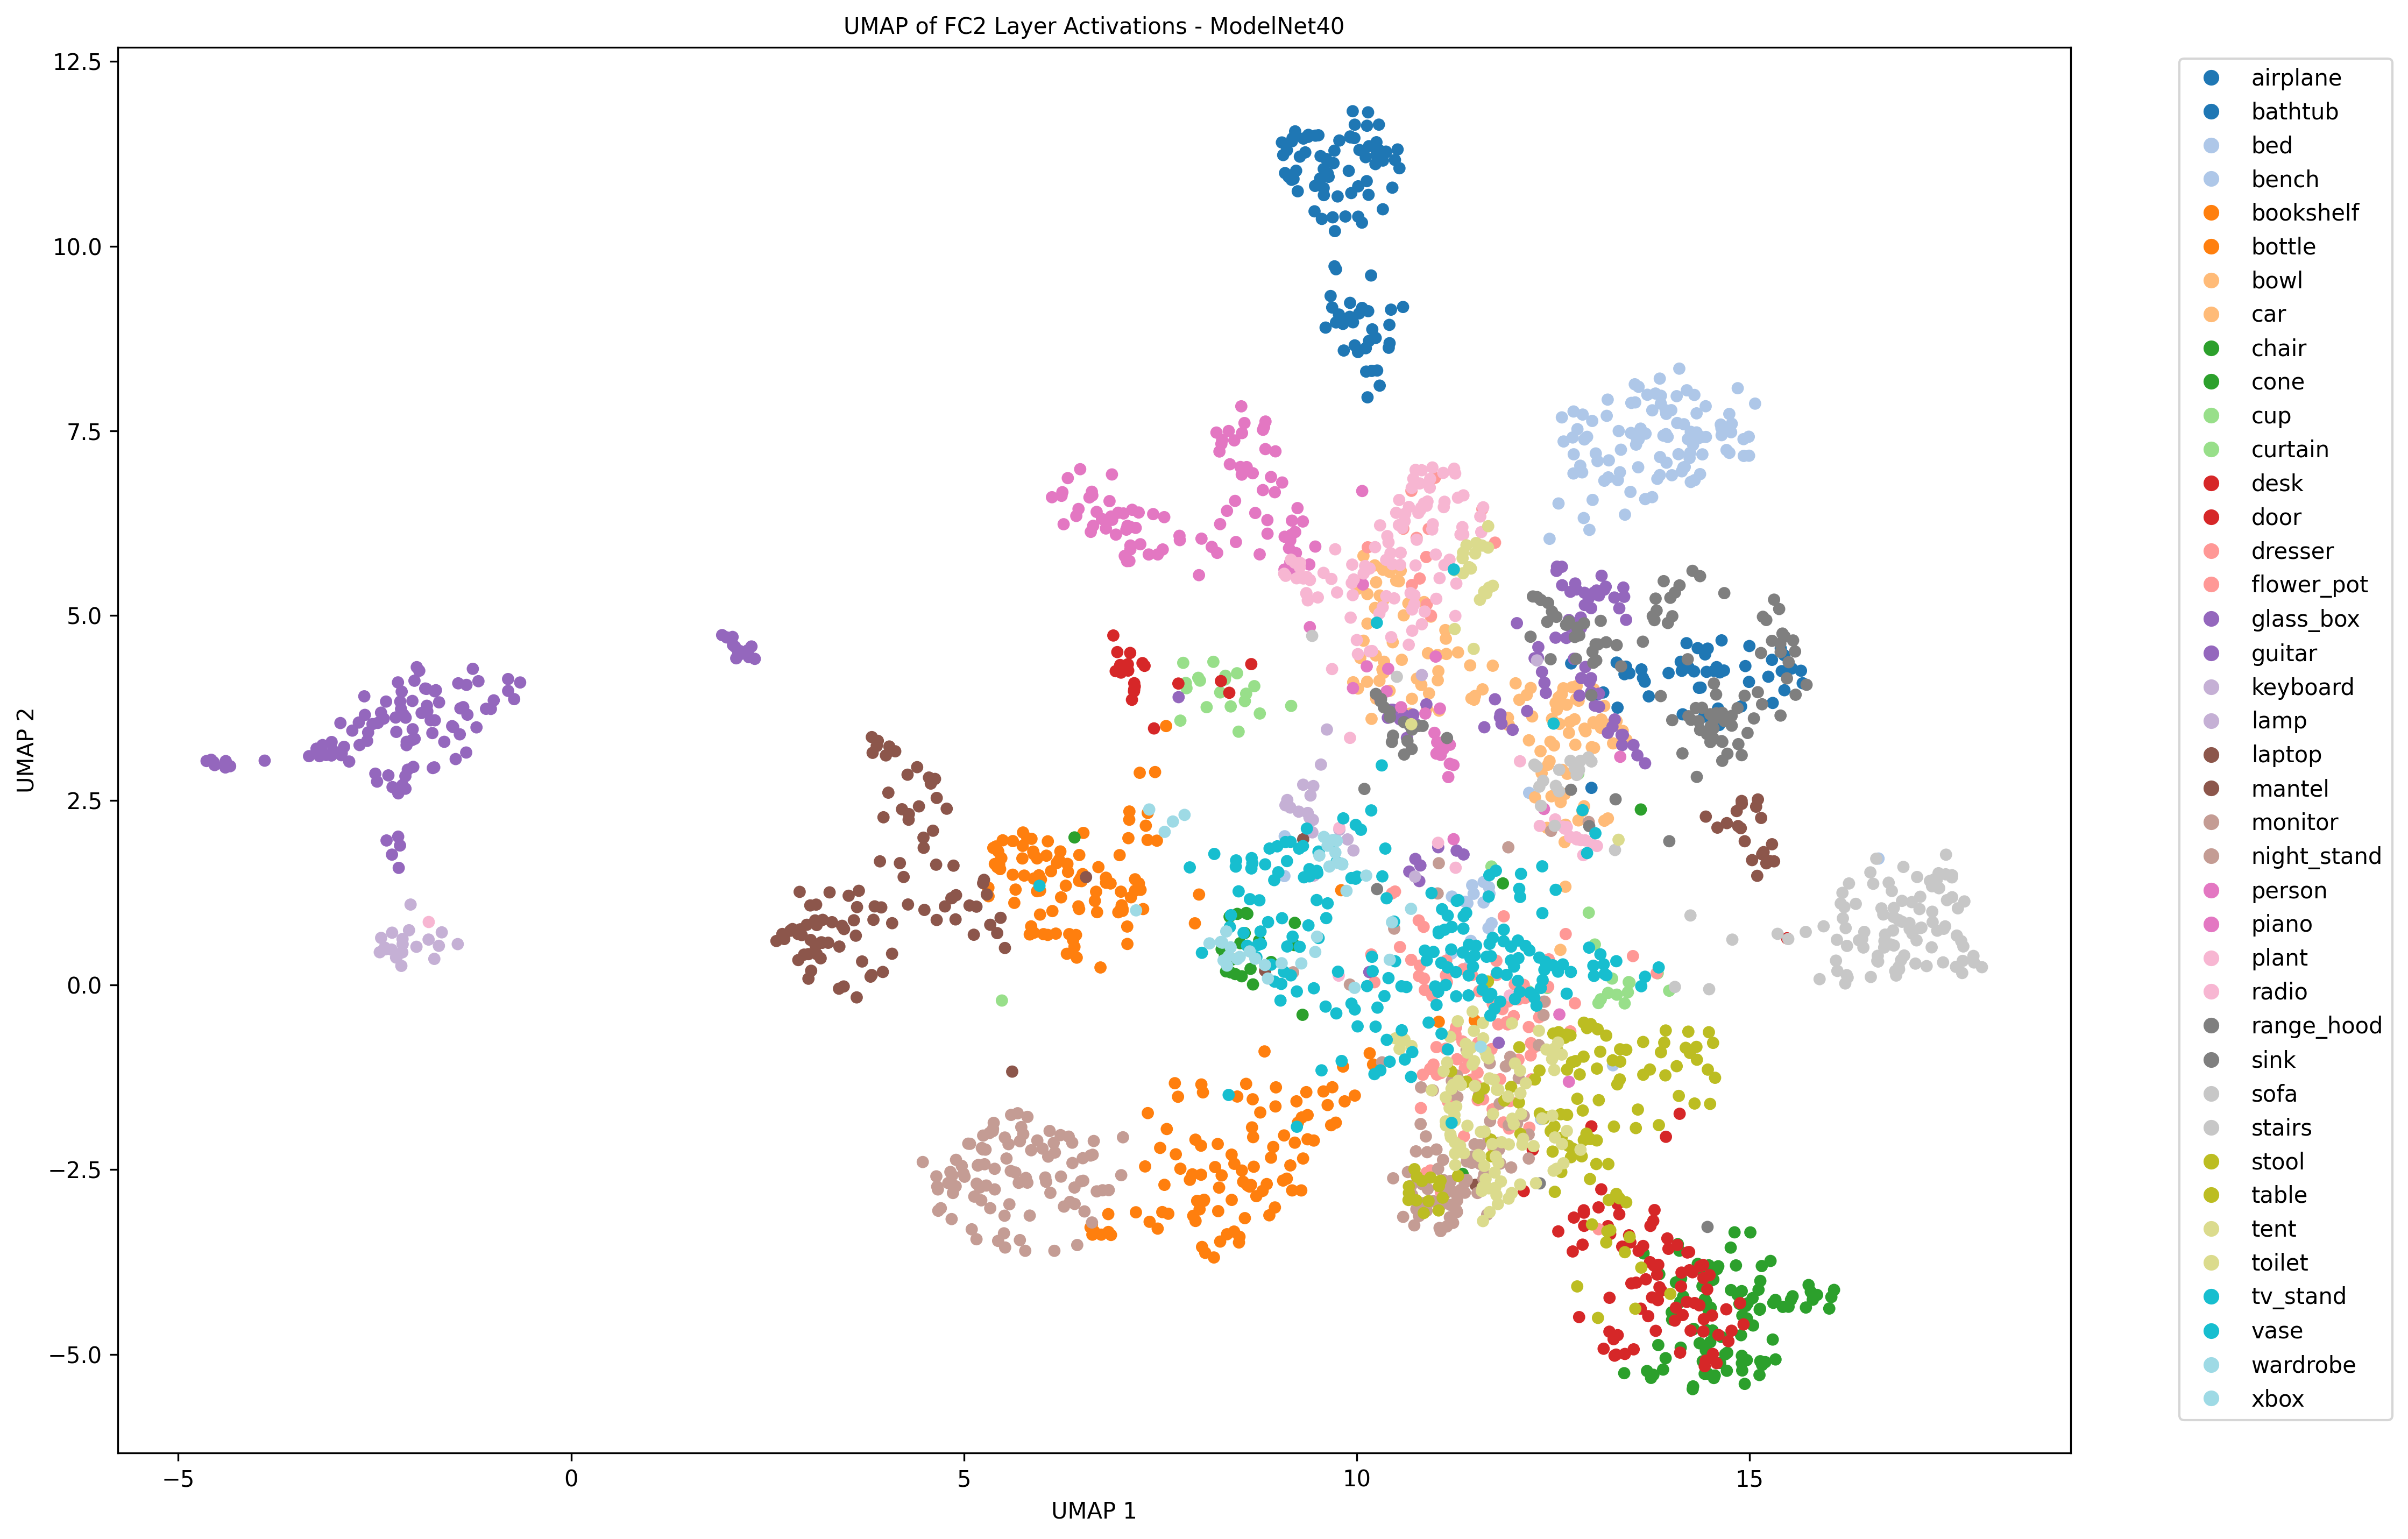 UMAP of FC2 Layer Activations - ModelNet40
12.5
10.0
7.5
5.0
2.5
0.0
−2.5
−5.0
UMAP 2
−5
0
5
10
15
UMAP 1
airplane
bathtub
bed
bench
bookshelf
bottle
bowl
car
chair
cone
cup
curtain
desk
door
dresser
flower_pot
glass_box
guitar
keyboard
lamp
laptop
mantel
monitor
night_stand
person
piano
plant
radio
range_hood
sink
sofa
stairs
stool
table
tent
toilet
tv_stand
vase
wardrobe
xbox